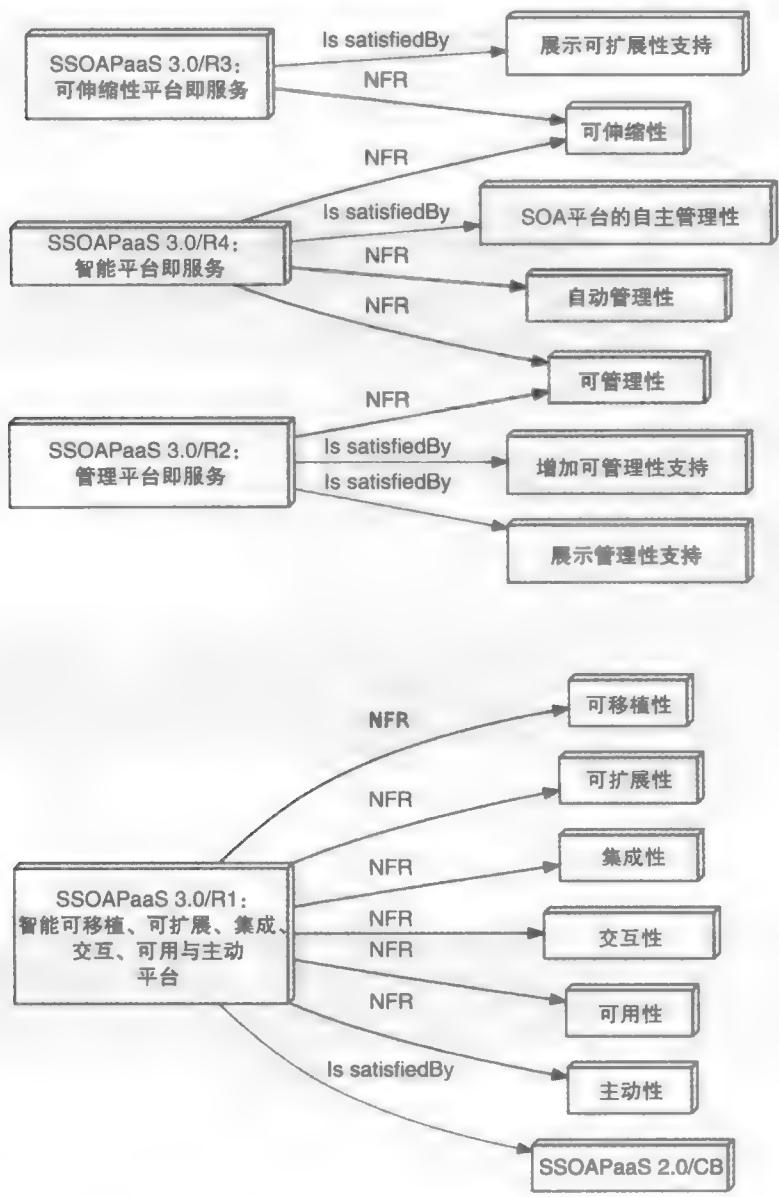 Is satisfiedBy
展示可扩展性支持
SSOAPaaS 3.0/R3：
可伸缩性平台即服务
NFR
可伸缩性
NFR
Is satisfiedBy
SOA平台的自主管理性
SSOAPaaS 3.0/R4：
智能平台即服务
NFR
自动管理性
NFR
可管理性
NFR
SSOAPaaS 3.0/R2：
管理平台即服务
Is satisfiedBy
增加可管理性支持
Is satisfiedBy
展示管理性支持
NFR
可移植性
NFR
可扩展性
NFR
集成性
SSOAPaaS 3.0/R1：
智能可移植、可扩展、集成、
交互、可用与主动
平台
NFR
交互性
NFR
可用性
NFR
主动性
Is satisfiedBy
SSOAPaaS 2.0/CB